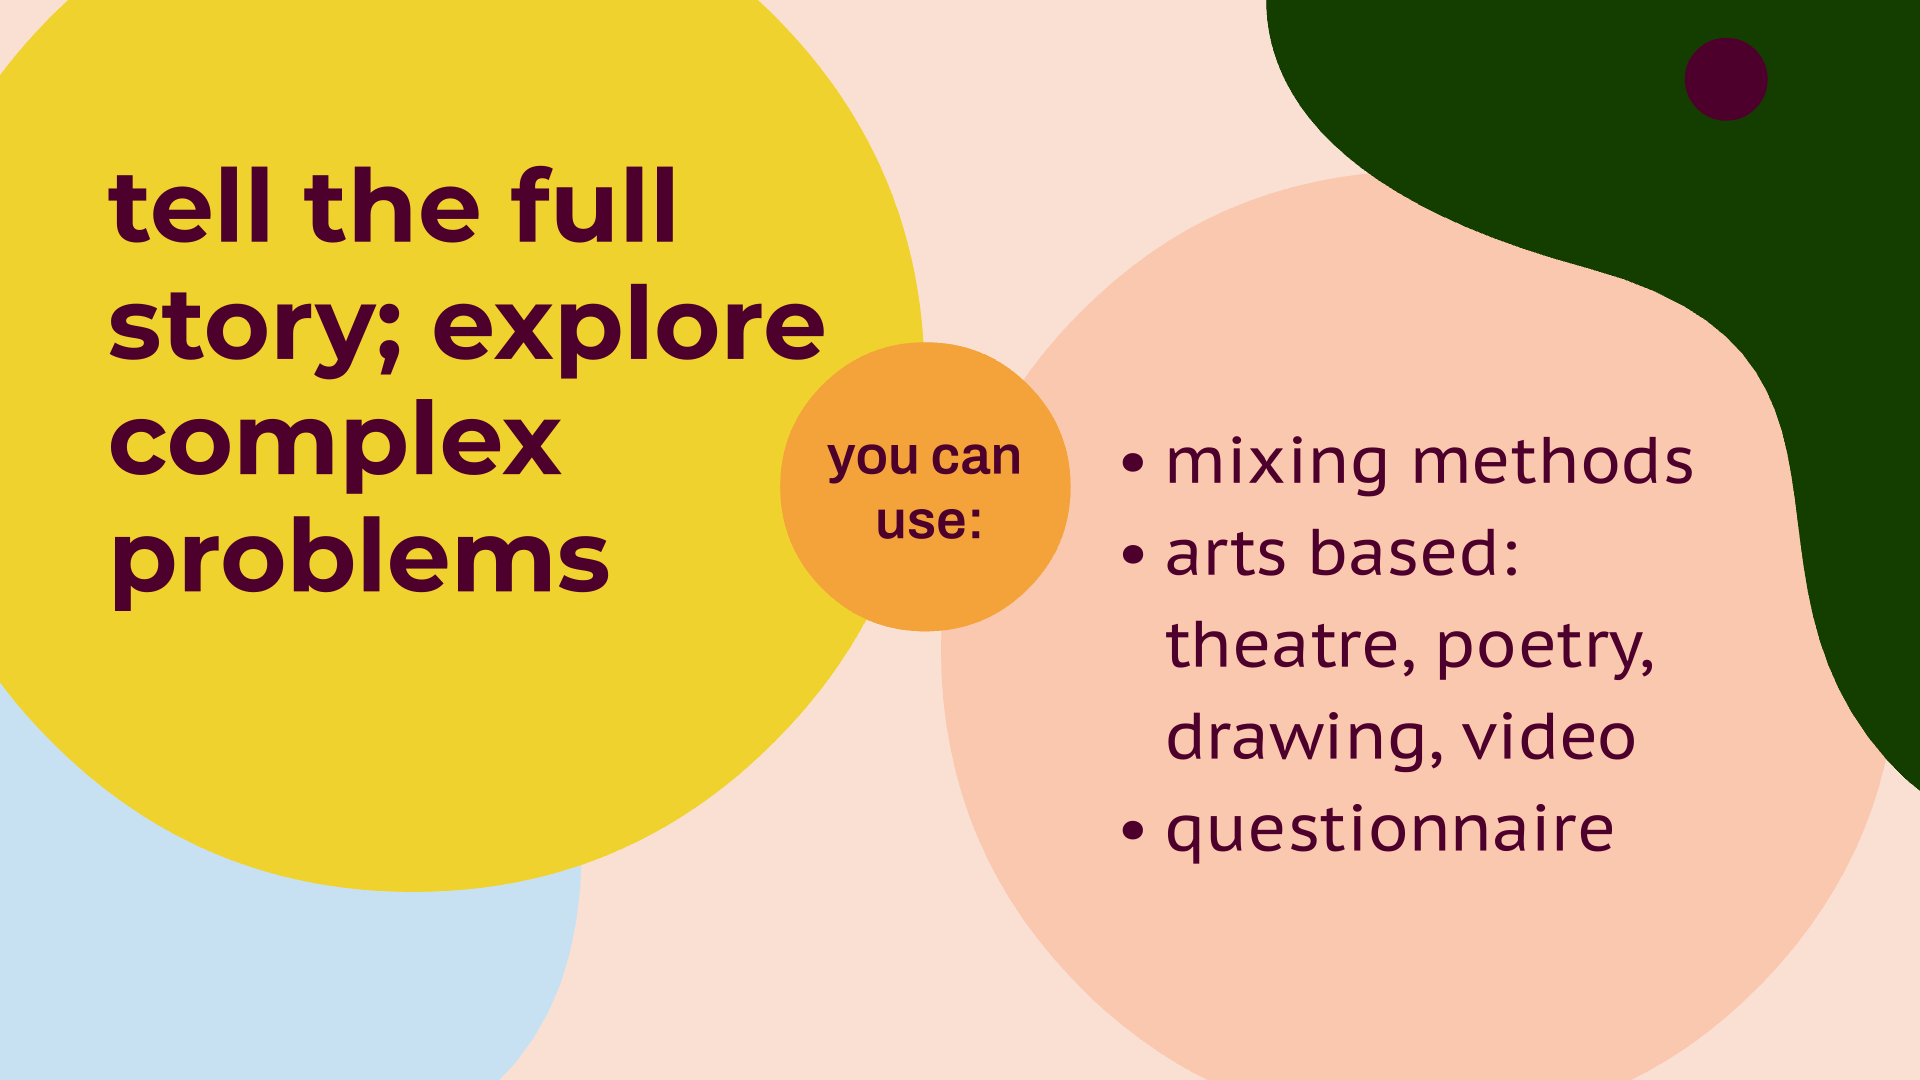 tell the full
story; explore
complex
problems
you can
use:
• mixing methods
• arts based:
theatre, poetry,
drawing, video
• questionnaire